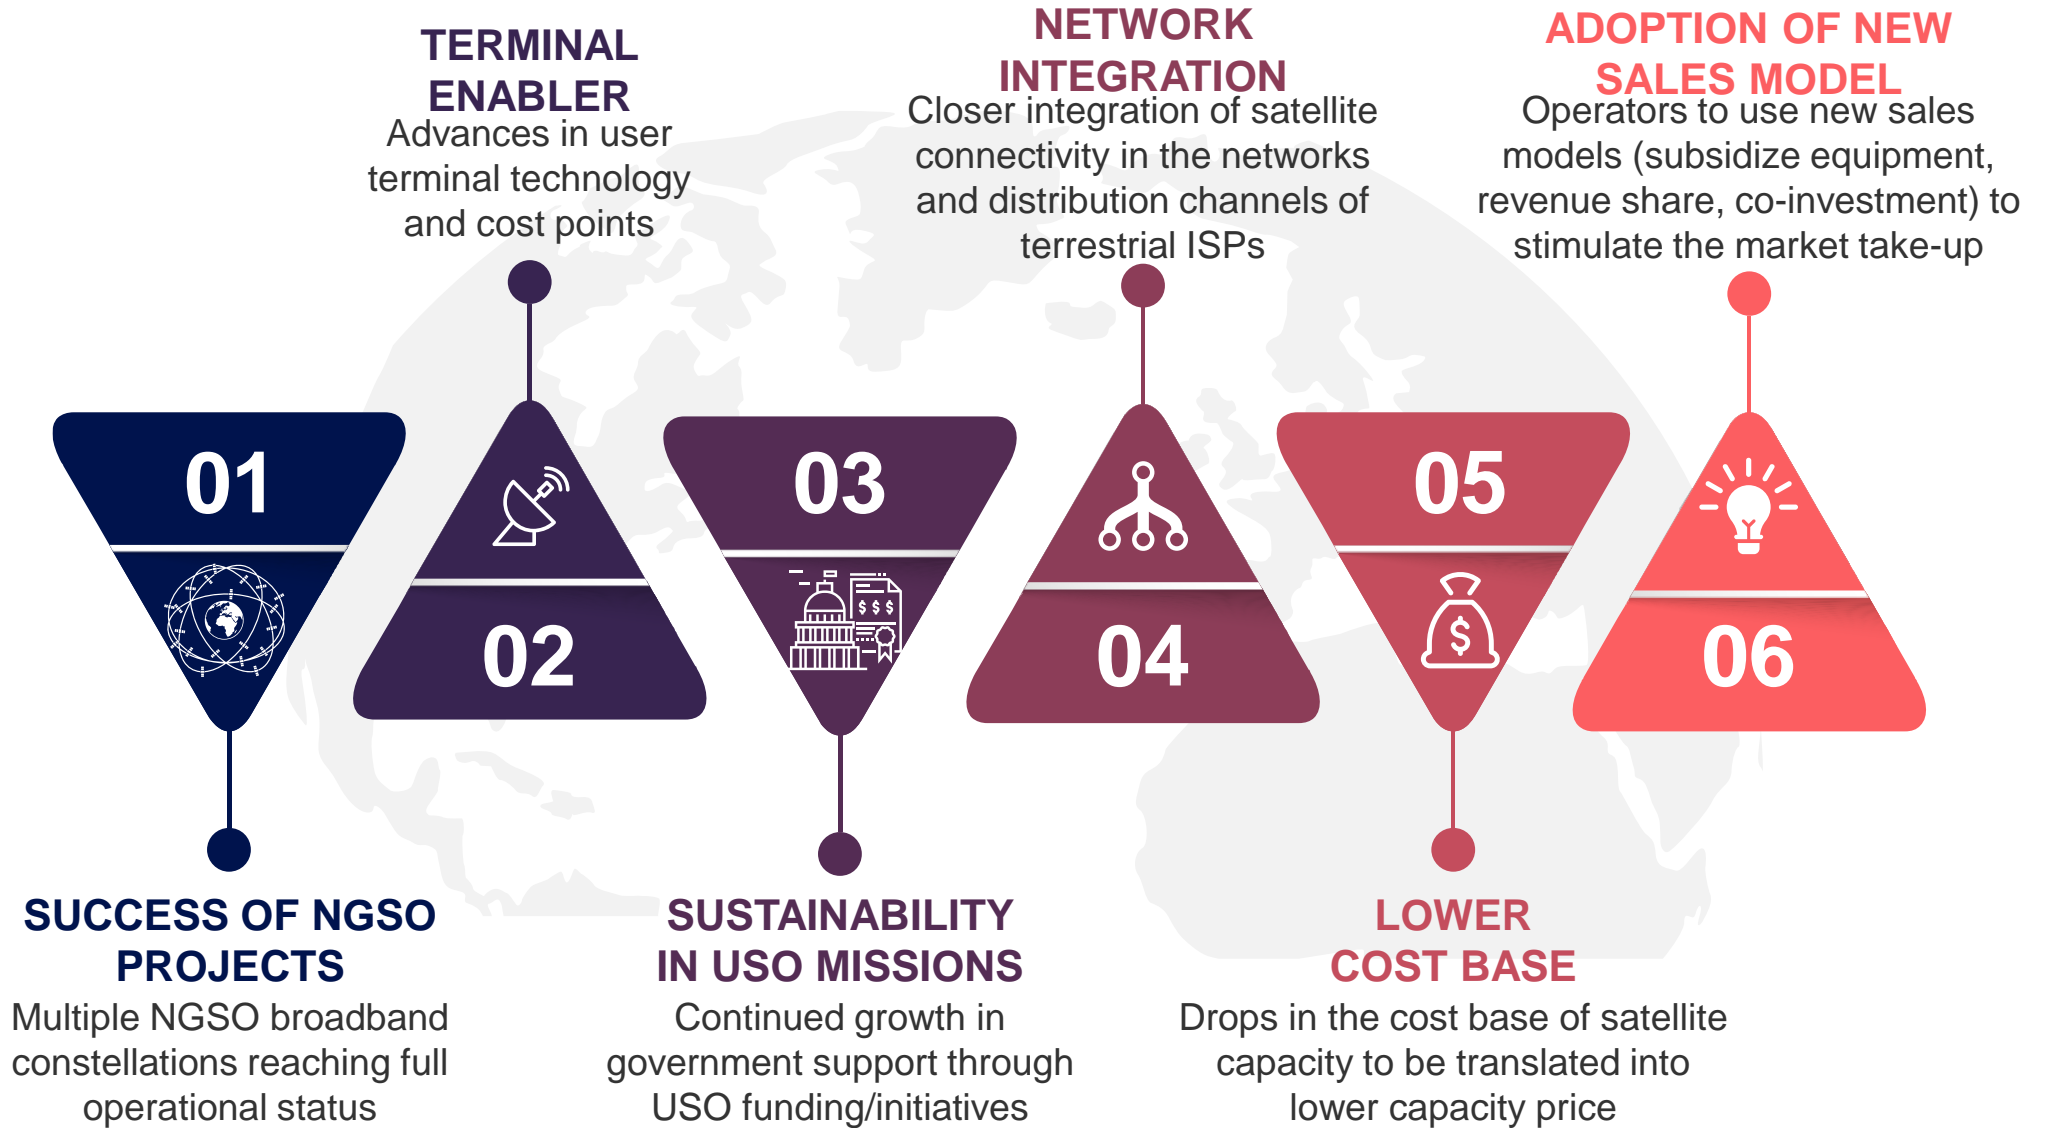 TERMINAL
ENABLER
Advances in user
terminal technology
and cost points
NETWORK
INTEGRATION
Closer integration of satellite
connectivity in the networks
and distribution channels of
terrestrial ISPs
ADOPTION OF NEW
SALES MODEL
Operators to use new sales
models (subsidize equipment,
revenue share, co-investment) to
stimulate the market take-up
01
02
03
$ $ $
04
05
$
06
SUCCESS OF NGSO
PROJECTS
Multiple NGSO broadband
constellations reaching full
operational status
SUSTAINABILITY
IN USO MISSIONS
Continued growth in
government support through
USO funding/initiatives
LOWER
COST BASE
Drops in the cost base of satellite
capacity to be translated into
lower capacity price